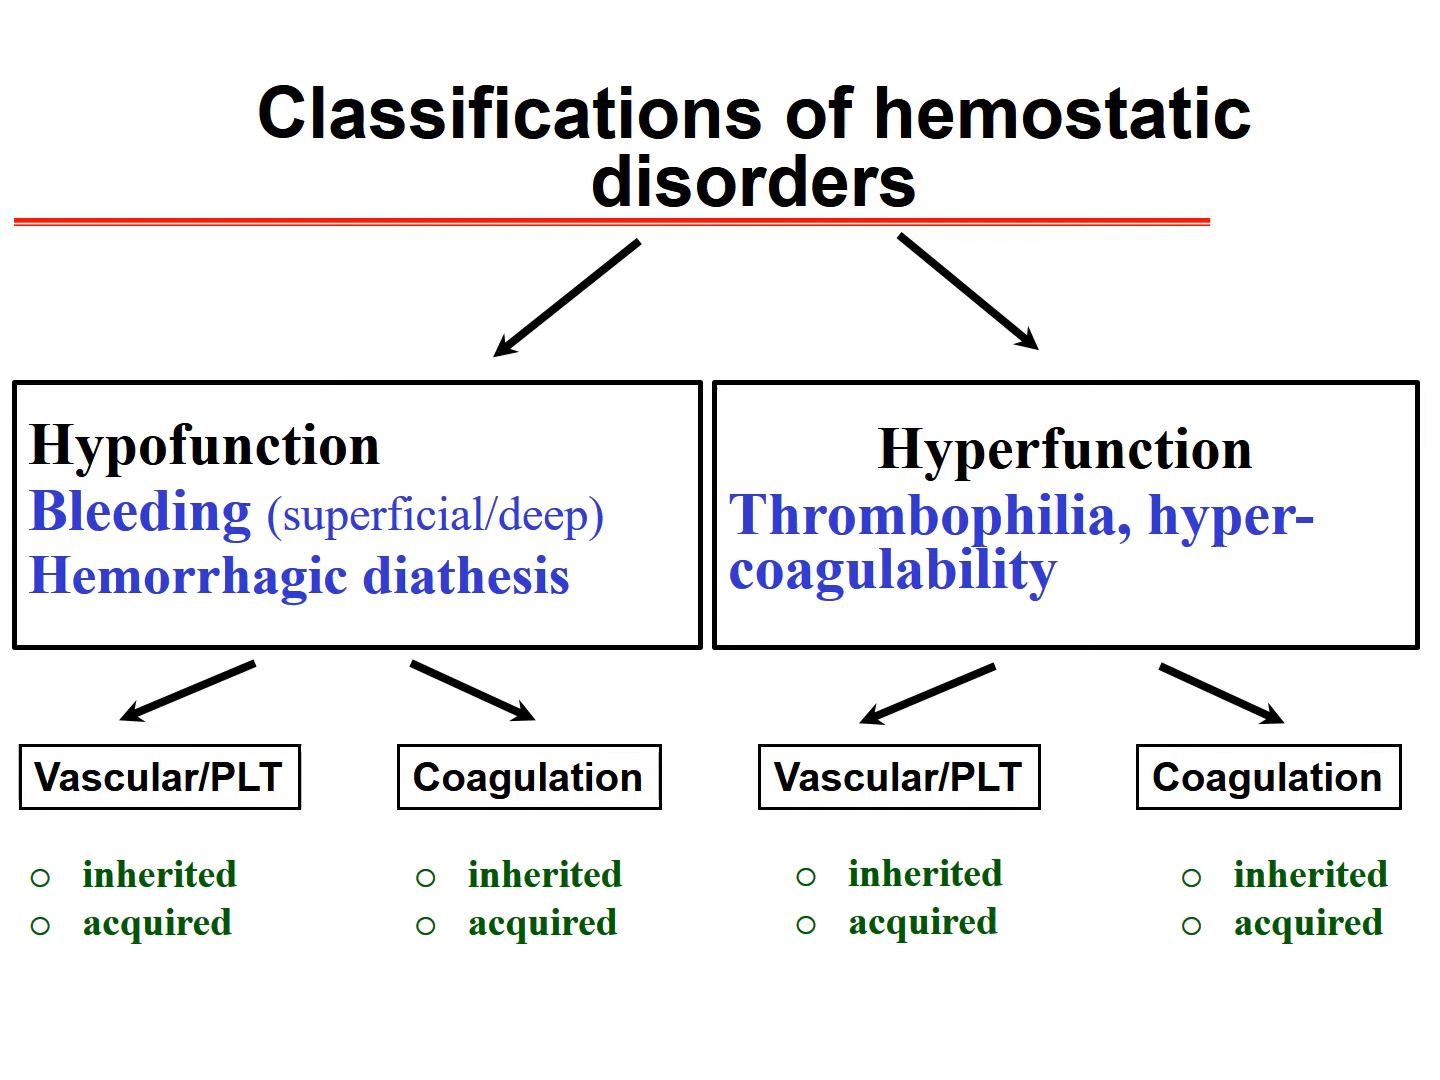 Classifications of hemostatic
disorders
Hypofunction
Bleeding (superficial/deep)
Hemorrhagic diathesis
Hyperfunction
Thrombophilia, hyper-
coagulability
Vascular/PLT
Coagulation
Vascular/PLT
Coagulation
inherited
acquired
inherited
acquired
inherited
acquired
inherited
acquired